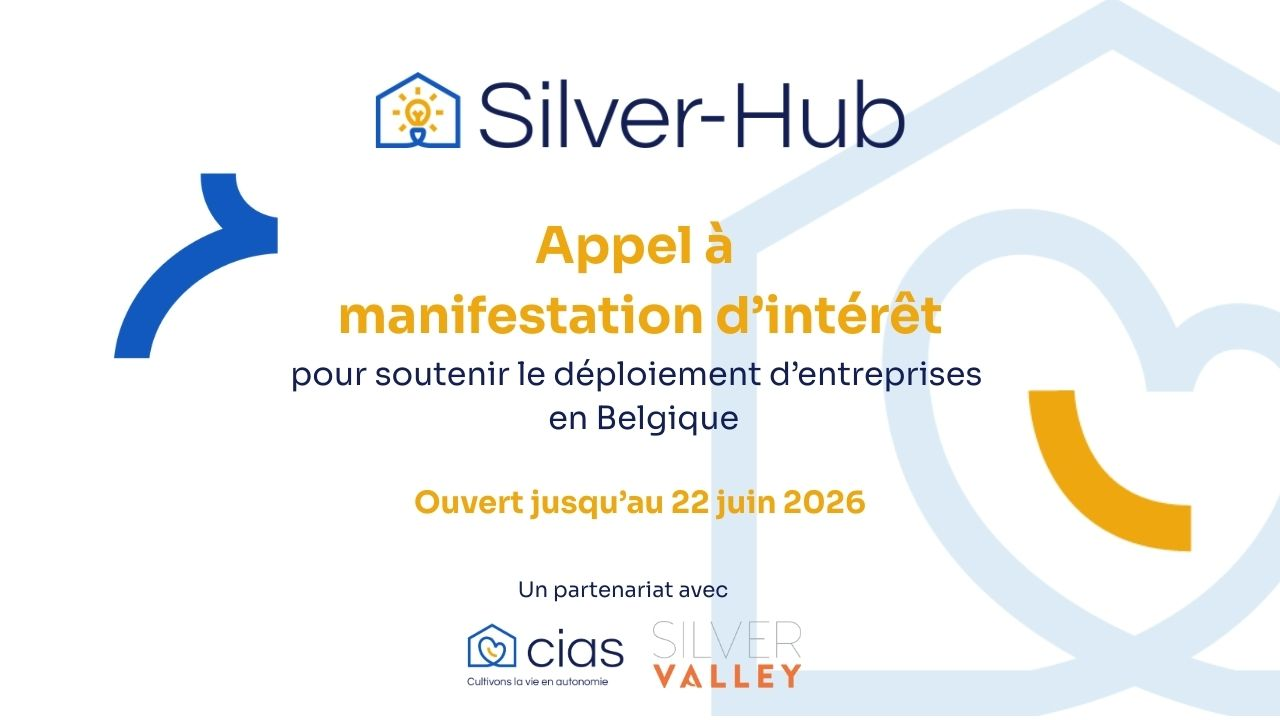 Silver-Hub
Appel à
manifestation d’intérêt
pour soutenir le déploiement d’entreprises
en Belgique
Ouvert jusqu’au 22 juin 2026
Un partenariat avec
cias
Cultivons la vie en autonomie
SILVER
VALLEY